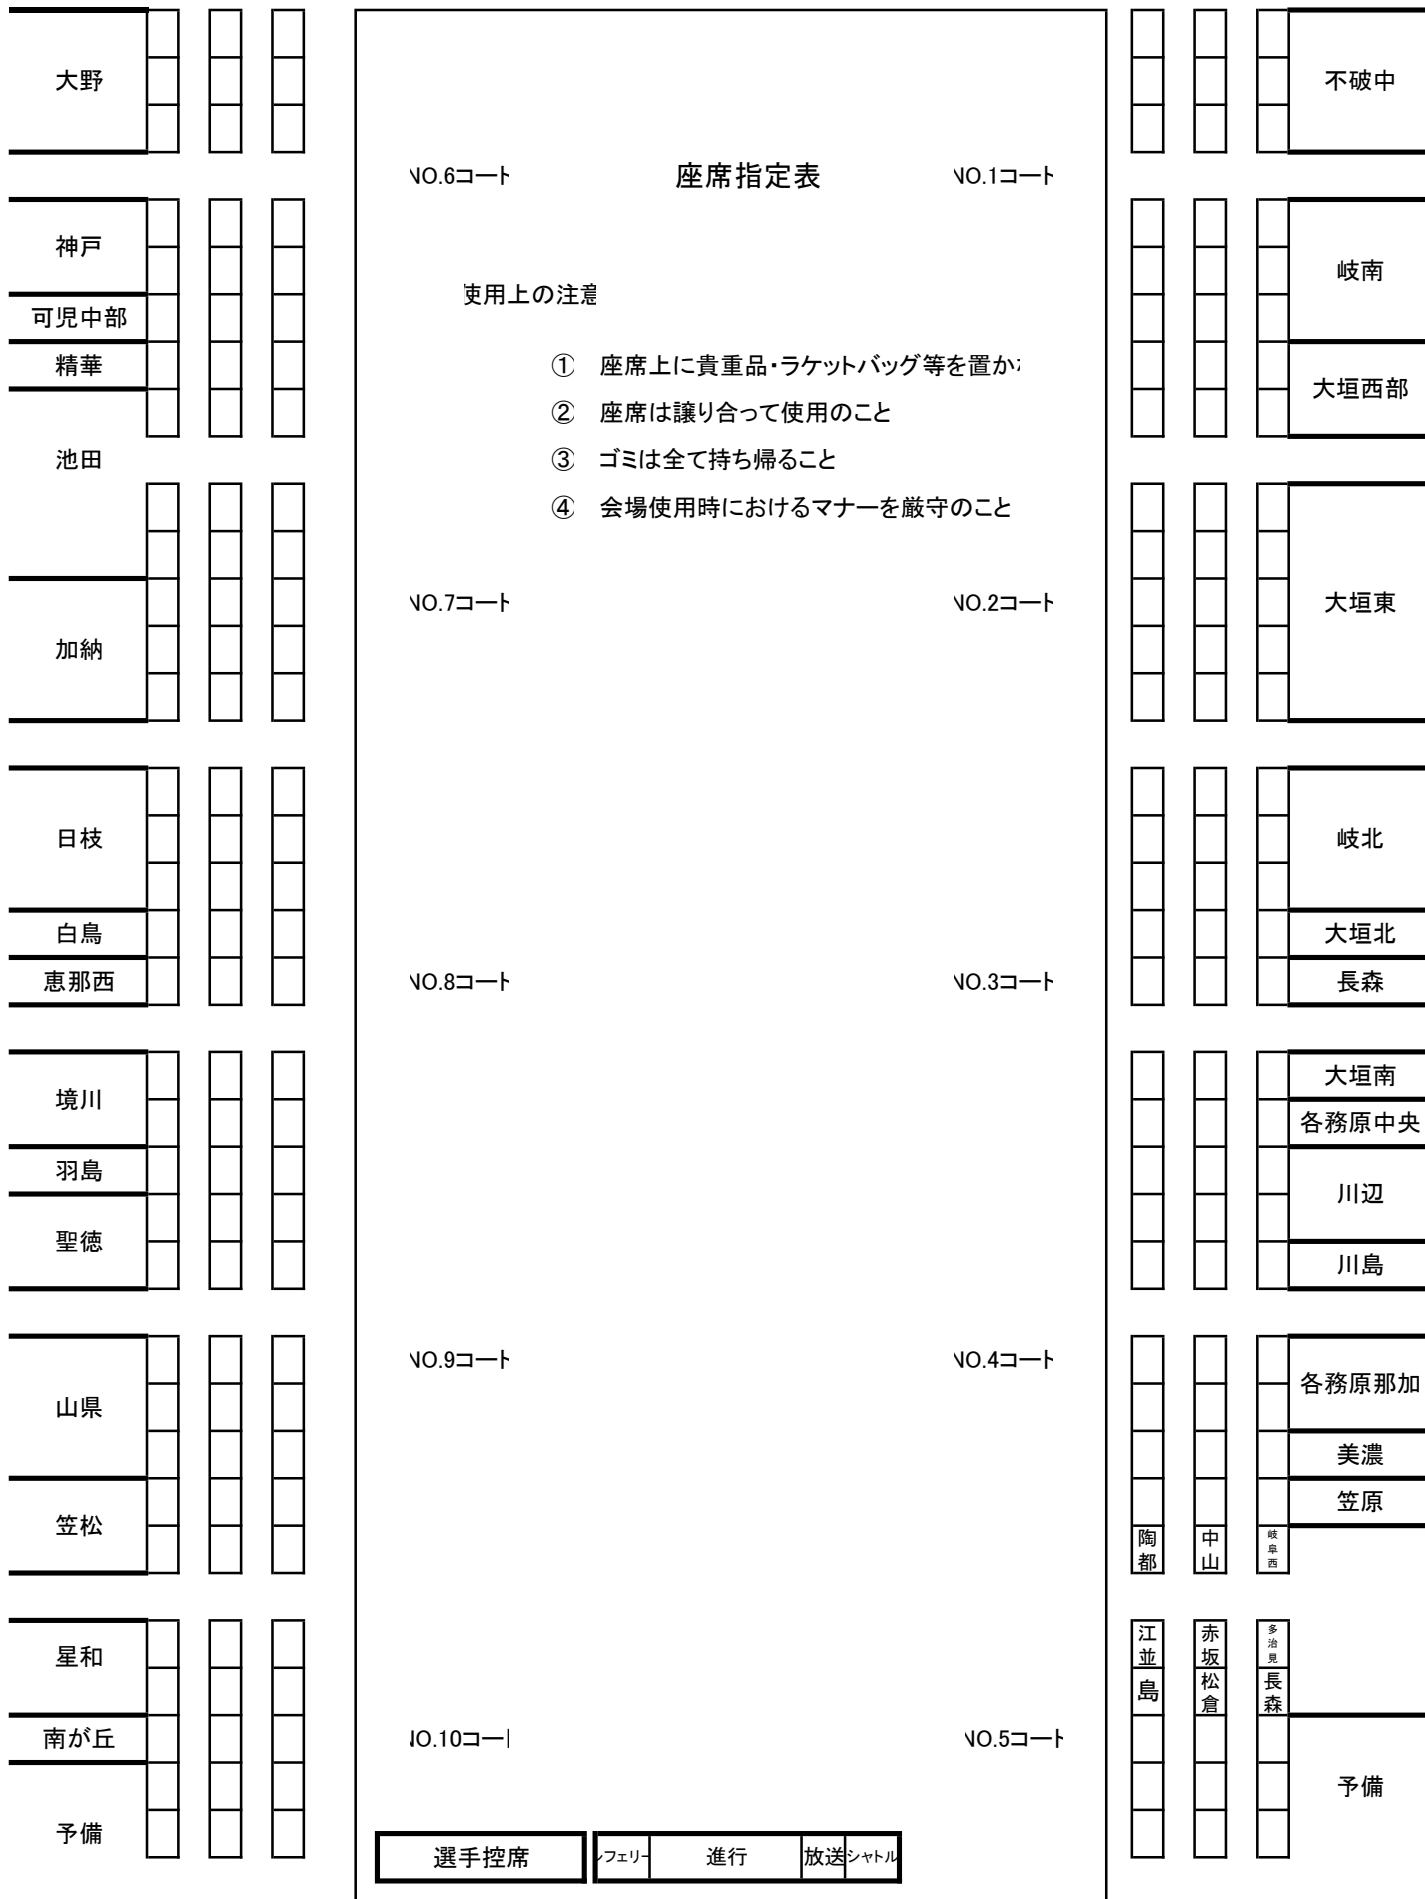 大野
不破中
NO.6コート
座席指定表
NO.1コート
神戸
岐南
使用上の注意
可児中部
精華
① 座席上に貴重品・ラケットバッグ等を置か
大垣西部
② 座席は譲り合って使用のこと
池田
③ ゴミは全て持ち帰ること
④ 会場使用時におけるマナーを厳守のこと
NO.7コート
NO.2コート
大垣東
加納
日枝
岐北
白鳥
大垣北
恵那西
NO.8コート
NO.3コート
長森
大垣南
境川
各務原中央
羽島
川辺
聖徳
川島
NO.9コート
NO.4コート
各務原那加
山県
美濃
笠原
笠松
陶都
中山
岐阜西
江並
赤坂
多治見
星和
島
松倉
長森
南が丘
NO.10コート
NO.5コート
予備
予備
選手控席
フェリー
進行
放送
シャトル